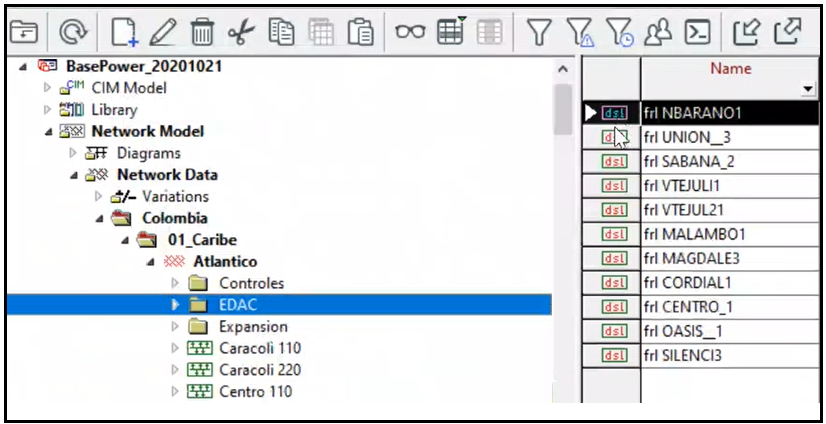 BasePower_20201021
CIM
CIM Model
Library
Network Model
Diagrams
Network Data
Variations
Colombia
01_Caribe
Atlantico
Controles
EDAC
Expansion
Caracoli 110
Caracoli 220
Centro 110
Name
dsl frl NBARANO1
dsl frl UNION__3
dsl frl SABANA_2
dsl frl VTEJULI1
dsl frl VTEJUL21
dsl frl MALAMBO1
dsl frl MAGDALE3
dsl frl CORDIAL1
dsl frl CENTRO_1
dsl frl OASIS__1
dsl frl SILENCI3